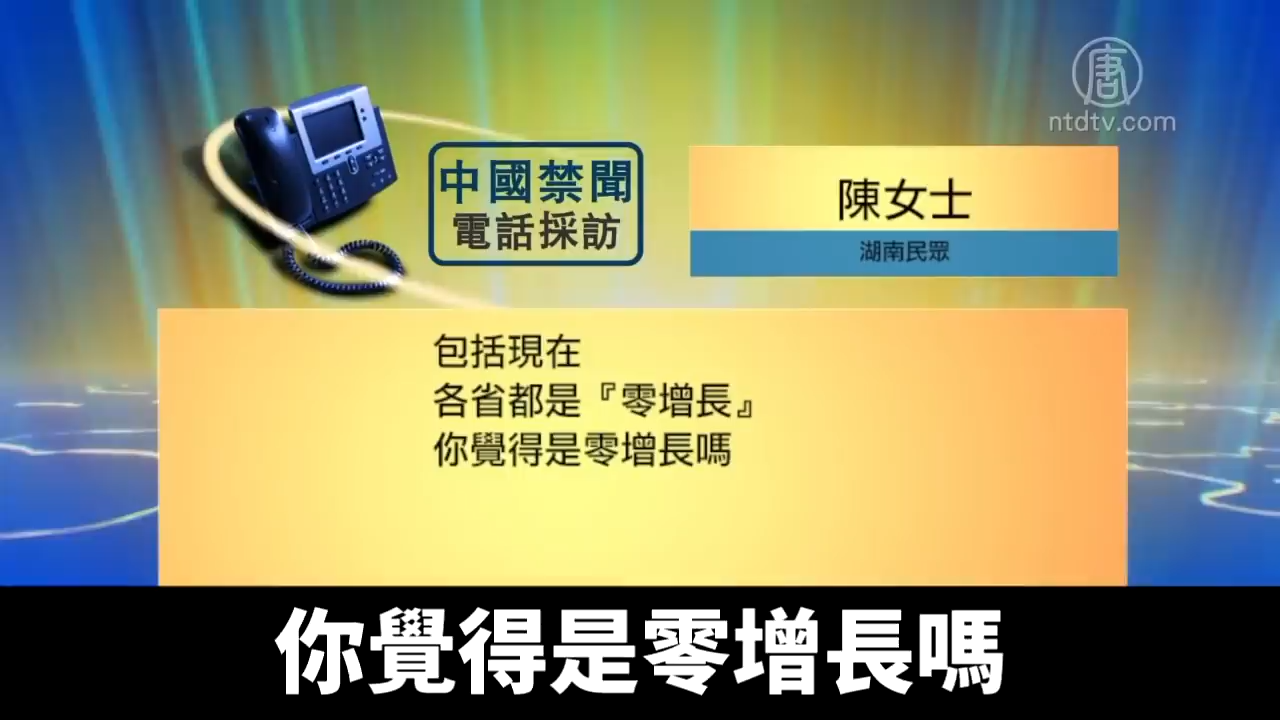 唐
ntdtv.com
中國禁聞
電話採訪
陳女士
湖南民眾
包括現在
各省都是『零增長』
你覺得是零增長嗎
你覺得是零增長嗎